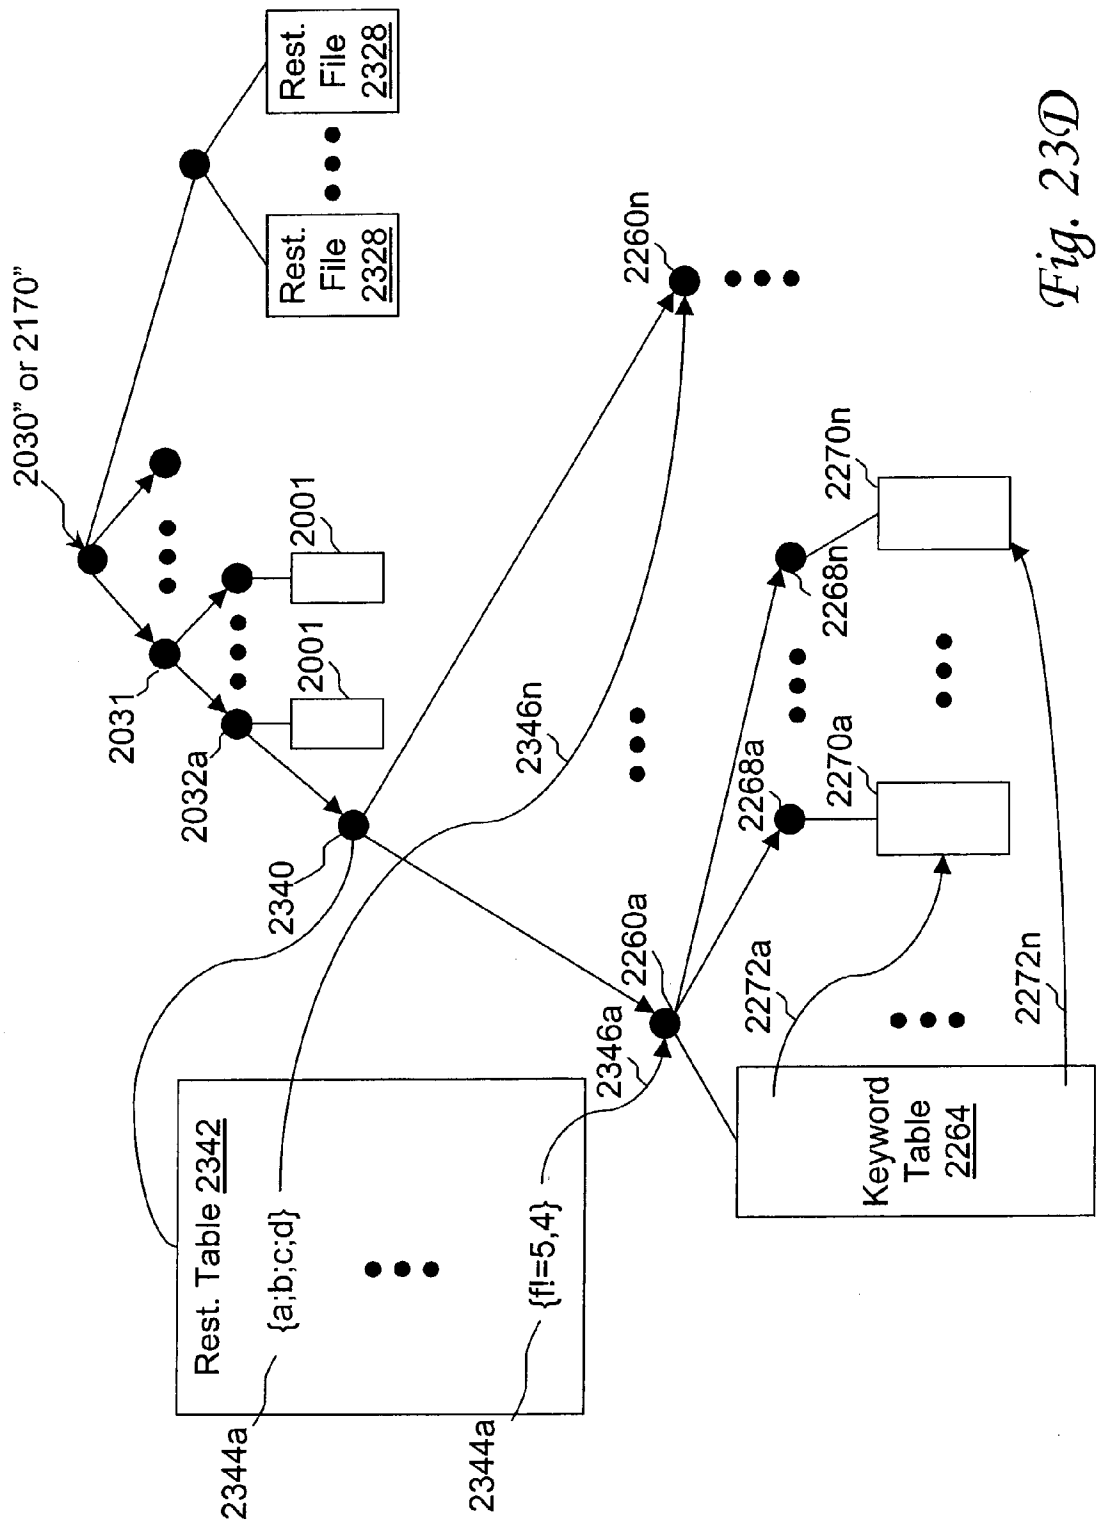 2030” or 2170”
Rest.
File
2328
Rest.
File
2328
2031
2001
2001
2032a
2340
2260n
2346n
Rest. Table 2342
{a;b;c;d}
{f!=5,4}
2344a
2344a
2346a
2260a
2268a
2268n
2270a
2270n
2272a
2272n
Keyword
Table
2264
Fig. 23D